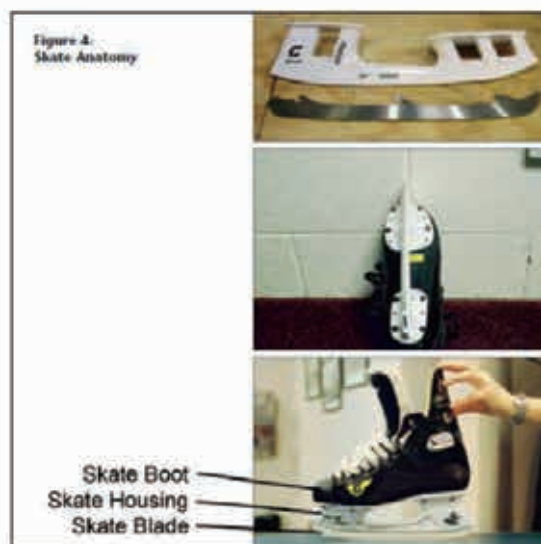 Figure 4:
Skate Anatomy
Skate Boot
Skate Housing
Skate Blade